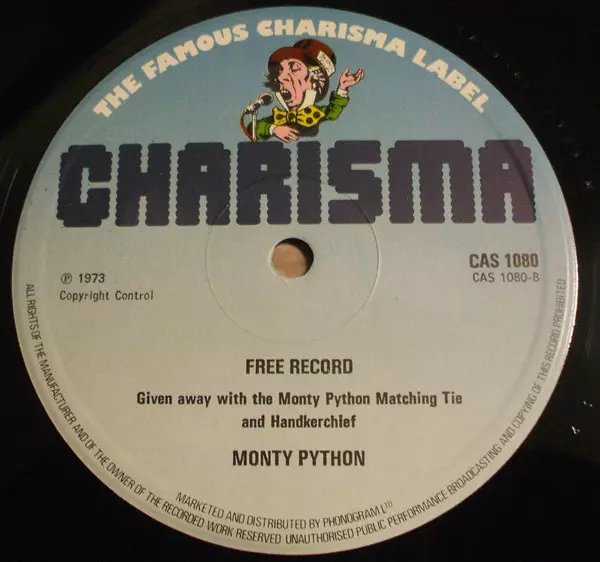 THE FAMOUS CHARISMA LABEL
CHARISMA
CAS 1080
CAS 1080-B
℗ 1973
Copyright Control
FREE RECORD
Given away with the Monty Python Matching Tie
and Handkerchief
MONTY PYTHON
ALL RIGHTS OF THE MANUFACTURER AND OF THE OWNER OF THE RECORDED WORK RESERVED UNAUTHORISED PUBLIC PERFORMANCE BROADCASTING AND COPYING OF THIS RECORD PROHIBITED
MARKETED AND DISTRIBUTED BY PHONOGRAM LTD